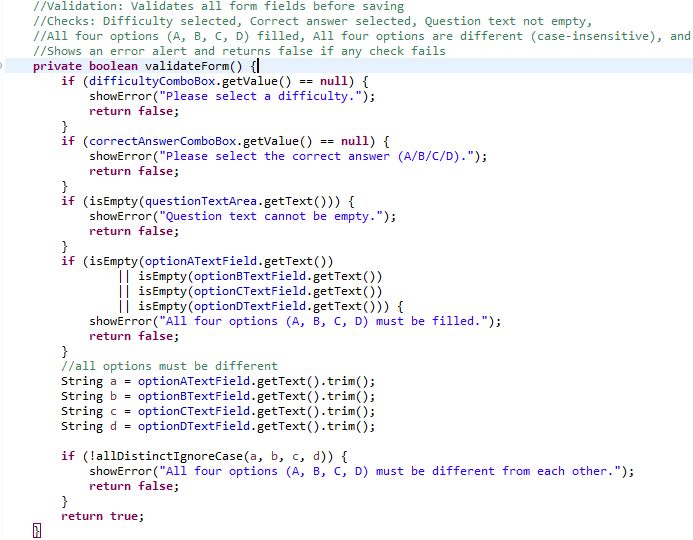 //Validation: Validates all form fields before saving
//Checks: Difficulty selected, Correct answer selected, Question text not empty,
//All four options (A, B, C, D) filled, All four options are different (case-insensitive), and
//Shows an error alert and returns false if any check fails
private boolean validateForm() {
if (difficultyComboBox.getValue() == null) {
showError("Please select a difficulty.");
return false;
}
if (correctAnswerComboBox.getValue() == null) {
showError("Please select the correct answer (A/B/C/D).");
return false;
}
if (isEmpty(questionTextArea.getText())) {
showError("Question text cannot be empty.");
return false;
}
if (isEmpty(optionATextField.getText())
|| isEmpty(optionBTextField.getText())
|| isEmpty(optionCTextField.getText())
|| isEmpty(optionDTextField.getText())) {
showError("All four options (A, B, C, D) must be filled.");
return false;
}
//all options must be different
String a = optionATextField.getText().trim();
String b = optionBTextField.getText().trim();
String c = optionCTextField.getText().trim();
String d = optionDTextField.getText().trim();
if (!allDistinctIgnoreCase(a, b, c, d)) {
showError("All four options (A, B, C, D) must be different from each other.");
return false;
}
return true;
}